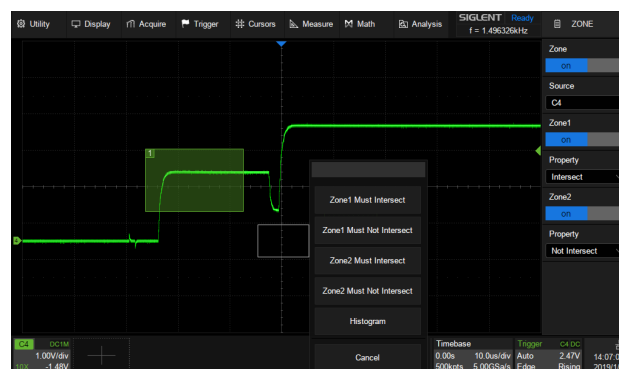 Utility Display Acquire Trigger Cursors Measure Math Analysis
SIGLENT Ready
f = 1.496326kHz
ZONE
Zone
on
Source
C4
Zone1
on
Property
Intersect
Zone2
on
Property
Not Intersect
1
4
Zone1 Must Intersect
Zone1 Must Not Intersect
Zone2 Must Intersect
Zone2 Must Not Intersect
Histogram
Cancel
C4 DC1M
1.00V/div
10X -1.48V
Timebase
0.00s 10.0us/div
500kpts 5.00GSa/s
Trigger C4 DC
Auto 2.47V
Edge Rising
14:07:0
2019/1/